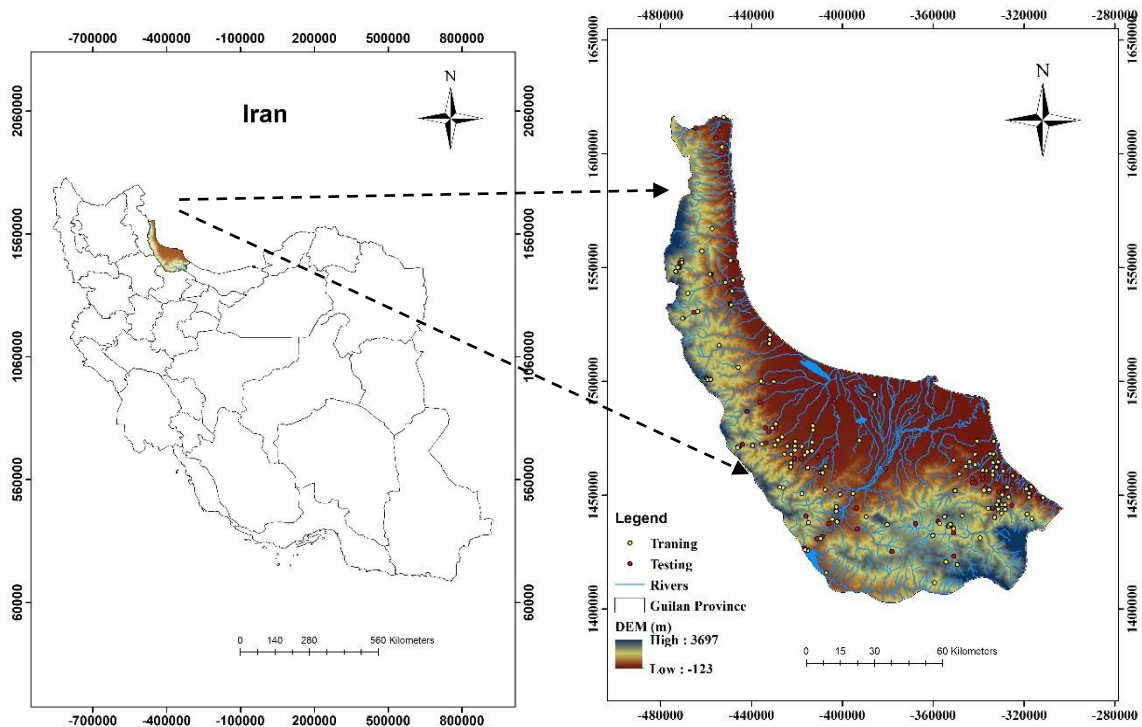 -700000 -400000 -100000 200000 500000 800000
Iran
N
2060000
1560000
1060000
560000
60000
2060000
1560000
1060000
560000
60000
0 140 280 560 Kilometers
-700000 -400000 -100000 200000 500000 800000
-480000 -440000 -400000 -360000 -320000 -280000
N
1650000
1600000
1550000
1500000
1450000
1400000
1650000
1600000
1550000
1500000
1450000
1400000
Legend
Traning
Testing
Rivers
Guilan Province
DEM (m)
High : 3697
Low : -123
0 15 30 60 Kilometers
-480000 -440000 -400000 -360000 -320000 -280000